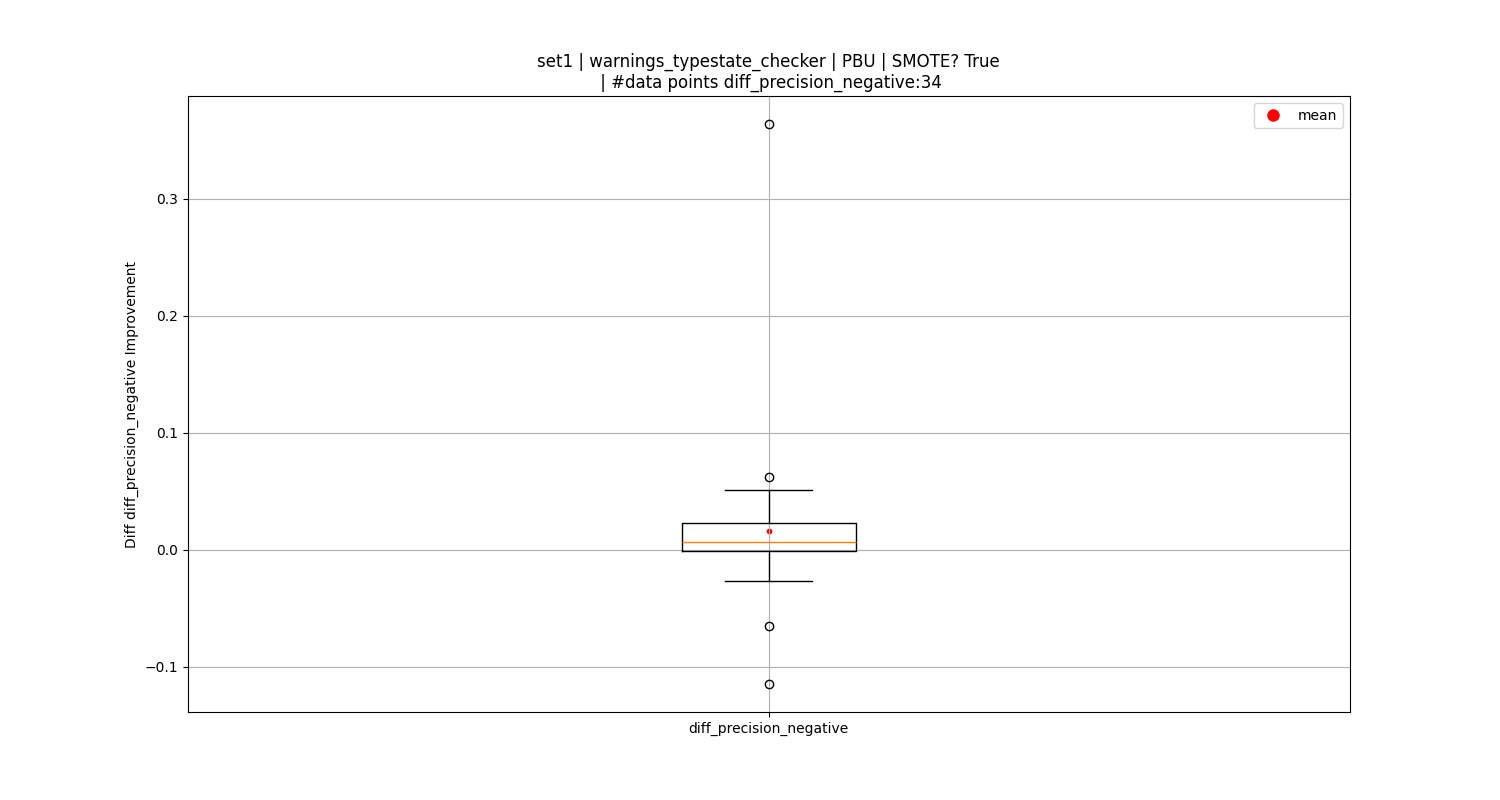 set1 | warnings_typestate_checker | PBU | SMOTE? True
| #data points diff_precision_negative:34
mean
0.3
0.2
0.1
0.0
−0.1
Diff diff_precision_negative Improvement
diff_precision_negative